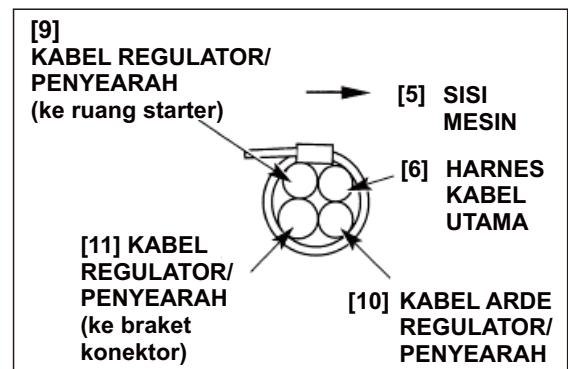 [9]
KABEL REGULATOR/
PENYEARAH
(ke ruang starter)
[5] SISI
MESIN
[6] HARNES
KABEL
UTAMA
[11] KABEL
REGULATOR/
PENYEARAH
(ke braket
konektor)
[10] KABEL ARDE
REGULATOR/
PENYEARAH